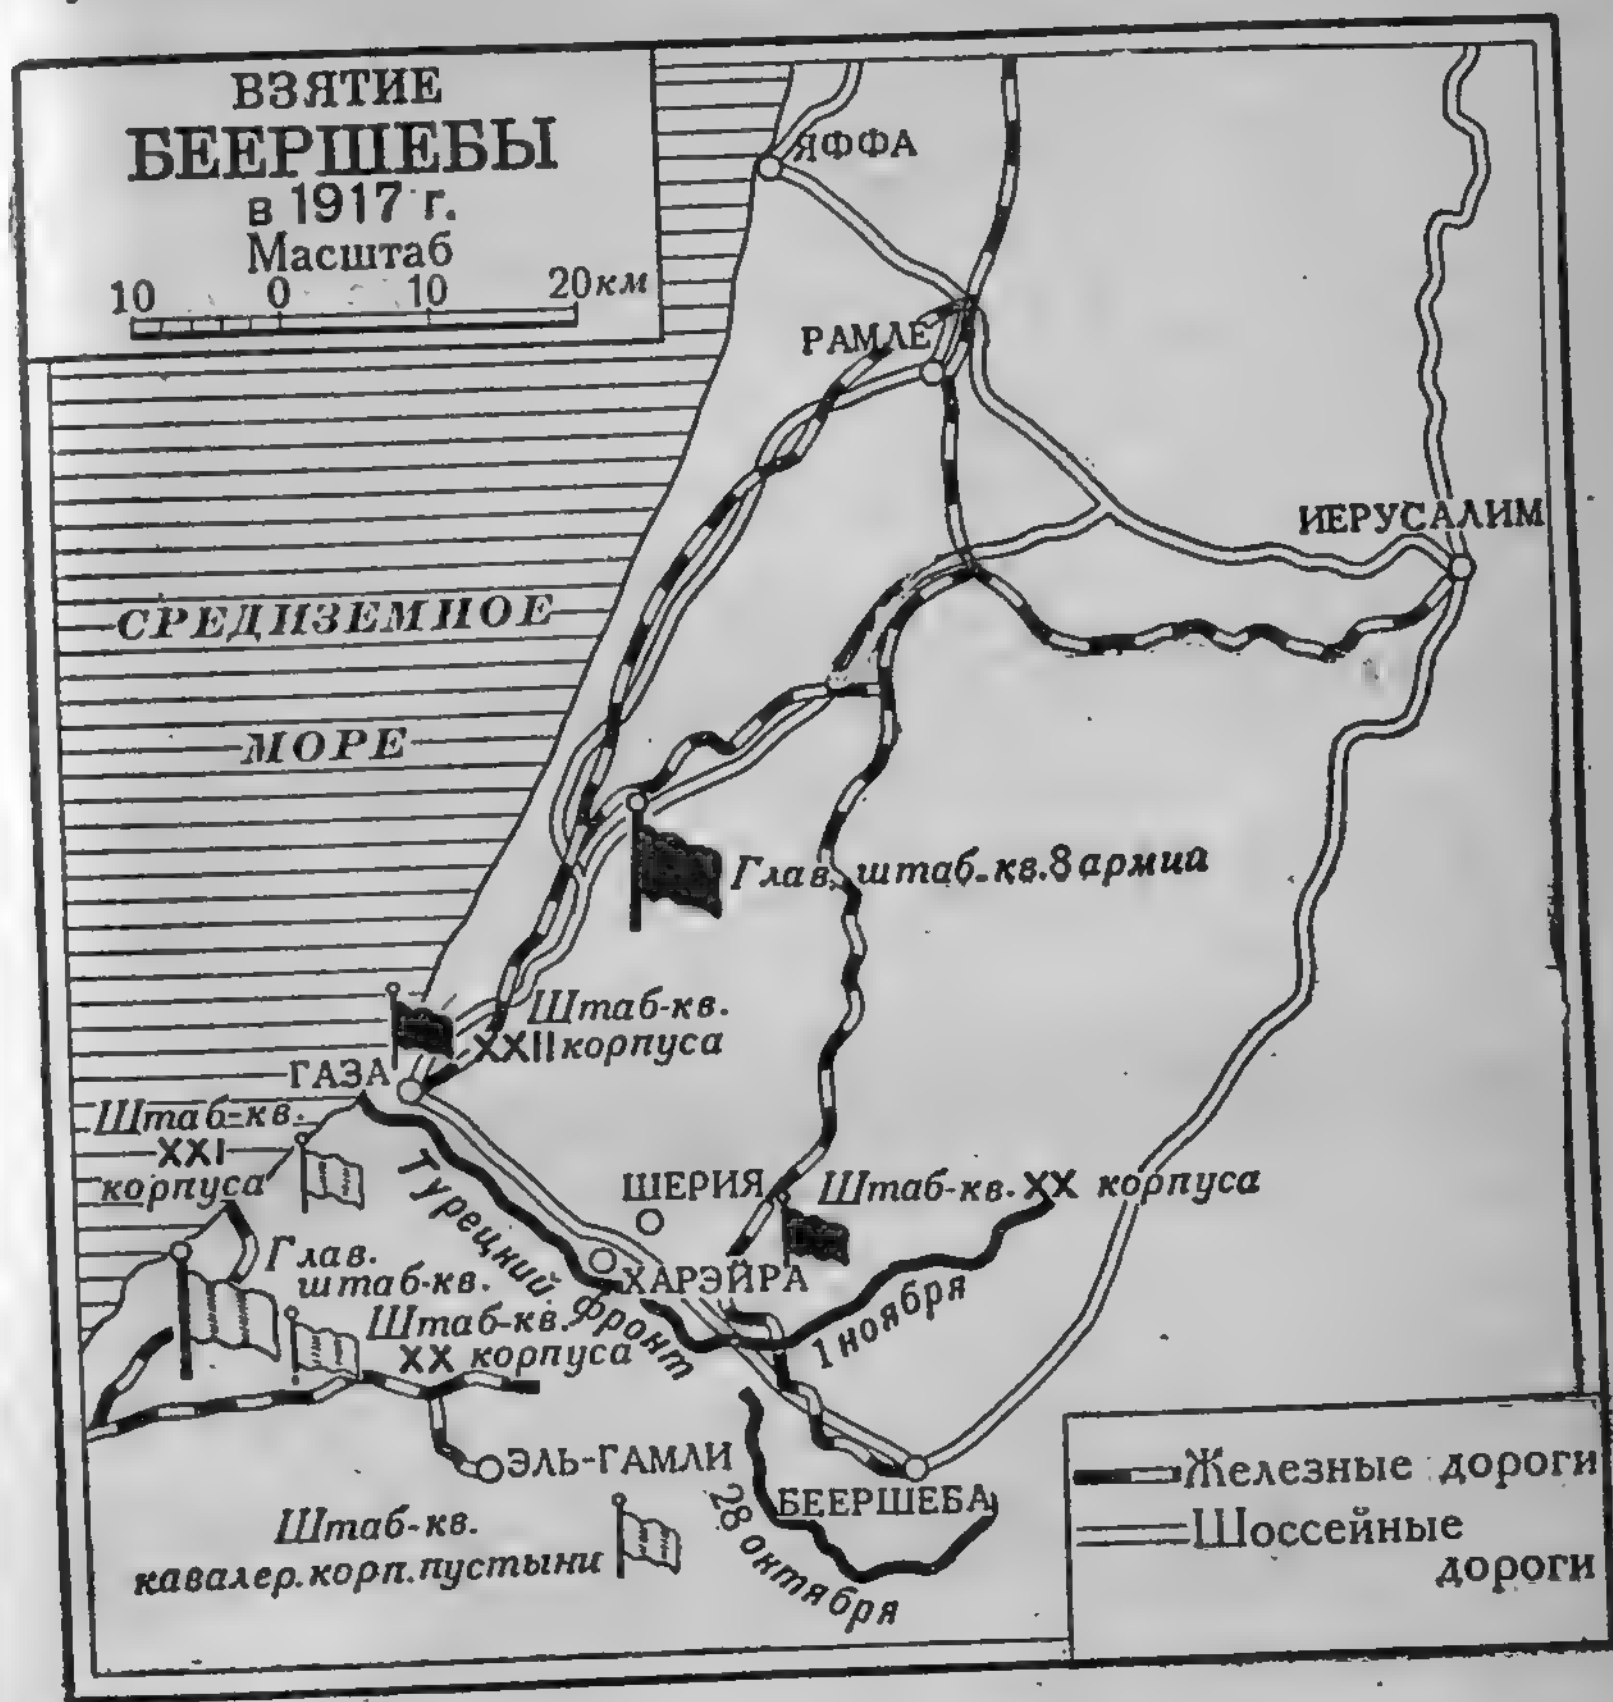 ВЗЯТИЕ
БЕЕРШЕБЫ
в 1917 г.
Масштаб
10 0 10 20 км
ЯФФА
РАМЛЕ
ИЕРУСАЛИМ
СРЕДИЗЕМНОЕ
МОРЕ
Глав. штаб-кв. 8 армии
Штаб-кв.
XXII корпуса
ГАЗА
Штаб-кв.
XXI
корпуса
Турецкий фронт
ШЕРИЯ
Штаб-кв. XX корпуса
Глав.
штаб-кв.
ХАРЭЙРА
Штаб-кв.
XX корпуса
1 ноября
ЭЛЬ-ГАМЛИ
БЕЕРШЕБА
28 октября
Штаб-кв.
кавалер. корп. пустыни
Железные дороги
Шоссейные
дороги